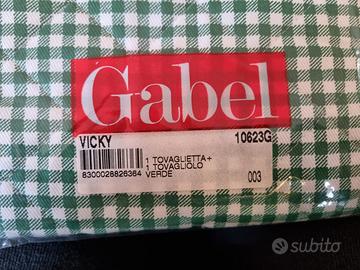 Gabel
VICKY 10623G
1 TOVAGLIETTA+
1 TOVAGLIOLO
8300028826364 VERDE 003
subito